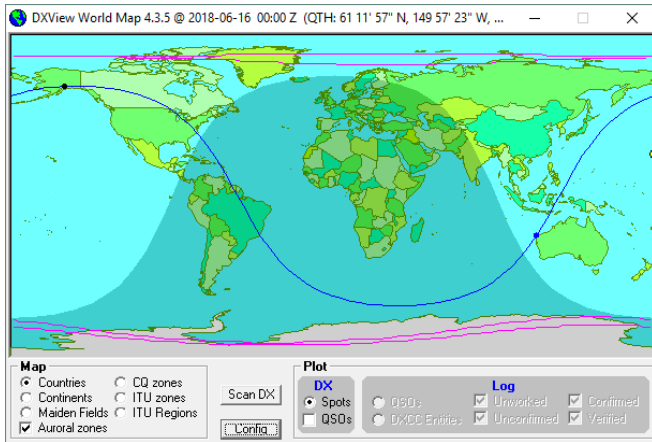 DXView World Map 4.3.5 @ 2018-06-16 00:00 Z (QTH: 61 11' 57" N, 149 57' 23" W, ...
Map
Countries
CQ zones
Continents
ITU zones
Maiden Fields
ITU Regions
Auroral zones
Scan DX
Config
Plot
DX
Spots
QSOs
Log
QSOs
Unworked
Confirmed
DXCC Entities
Unconfirmed
Verified